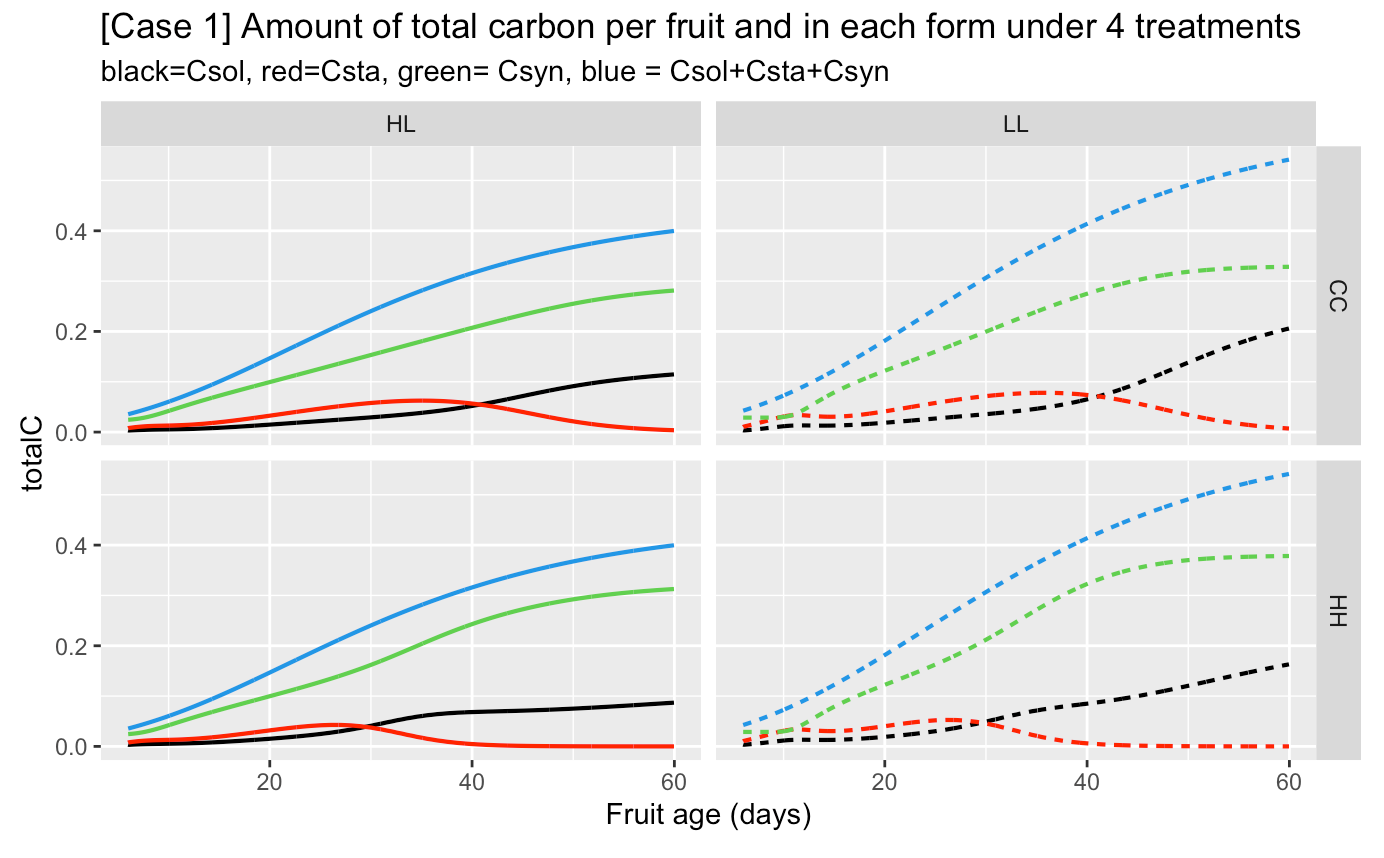 [Case 1] Amount of total carbon per fruit and in each form under 4 treatments
black=Csol, red=Csta, green= Csyn, blue = Csol+Csta+Csyn
HL
LL
0.4
0.2
0.0
CC
totalC
0.4
0.2
0.0
HH
20
40
60
20
40
60
Fruit age (days)